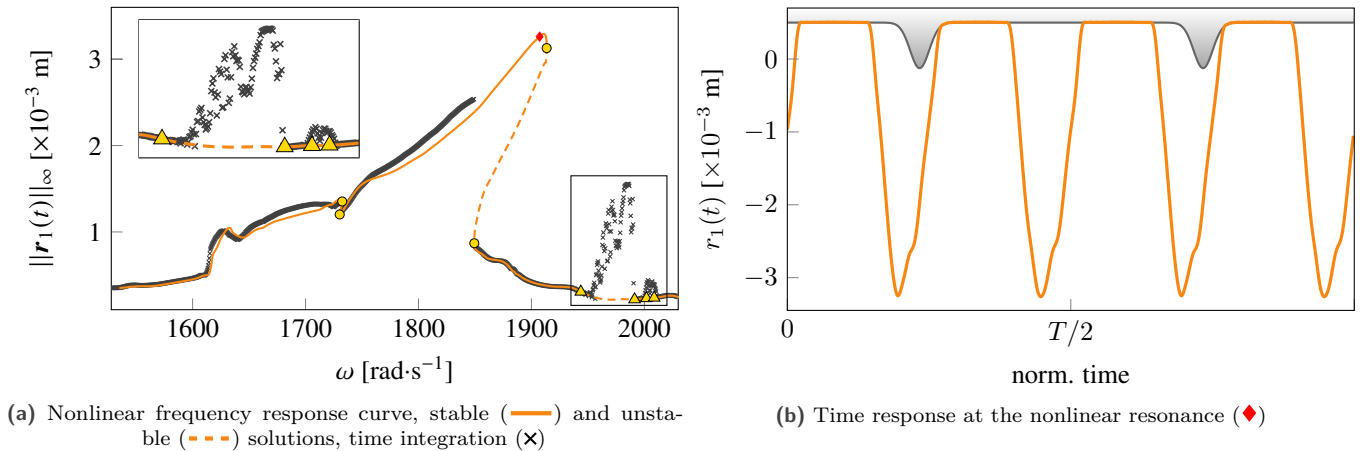 3
2
1
||r₁(t)||∞ [×10⁻³ m]
1600
1700
1800
1900
2000
ω [rad·s⁻¹]
(a) Nonlinear frequency response curve, stable ( ) and unsta-
ble ( ) solutions, time integration (×)
0
−1
−2
−3
r₁(t) [×10⁻³ m]
0
T/2
norm. time
(b) Time response at the nonlinear resonance ( )